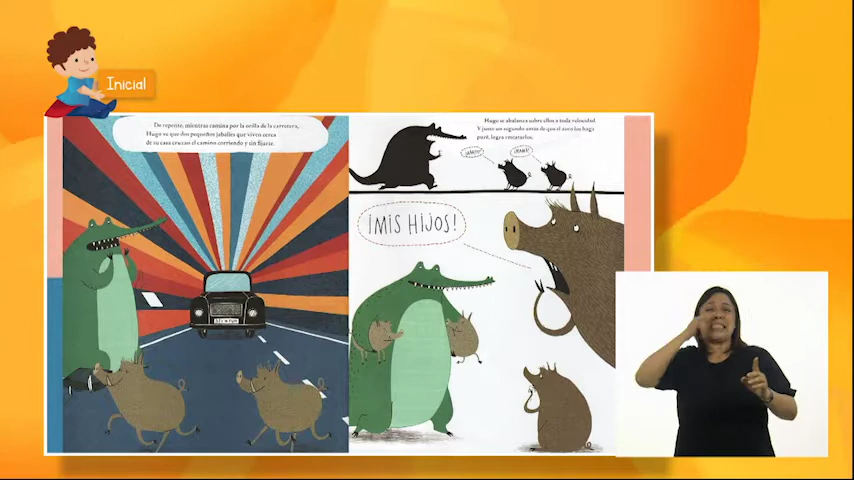 Inicial
De repente, mientras camina por la orilla de la carretera,
Hugo ve que dos pequeños jabalíes que viven cerca
de su casa cruzan el camino corriendo y sin fijarse.
Hugo se abalanza sobre ellos a toda velocidad.
Y justo un segundo antes de que el auto los haga
puré, logra rescatarlos.
¡MIS HIJOS!